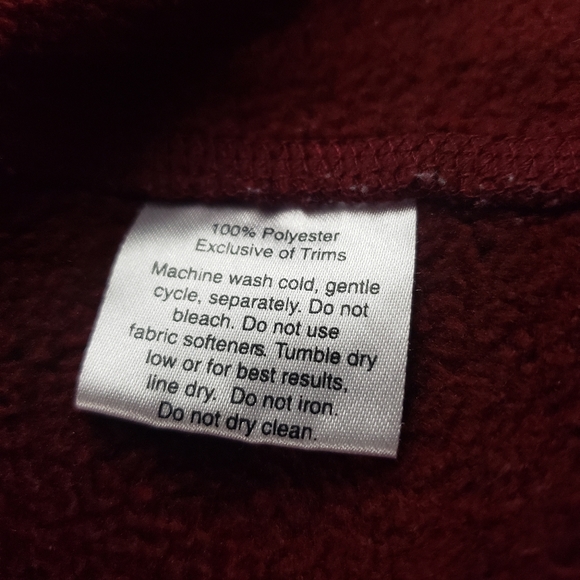 100% Polyester
Exclusive of Trims
Machine wash cold, gentle
cycle, separately. Do not
bleach. Do not use
fabric softeners. Tumble dry
low or for best results,
line dry. Do not iron.
Do not dry clean.